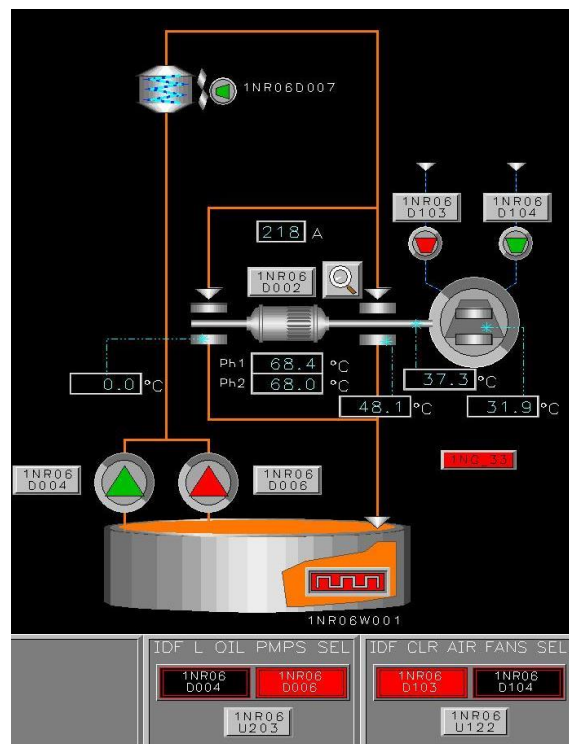 1NR06D007
1NR06
D103
1NR06
D104
218 A
1NR06
D002
Ph1 68.4 °C
Ph2 68.0 °C
0.0 °C
37.3 °C
48.1 °C
31.9 °C
1NR06
D004
1NR06
D006
1NG_33
1NR06W001
IDF L OIL PMPS SEL
1NR06
D004
1NR06
D006
1NR06
U203
IDF CLR AIR FANS SEL
1NR06
D103
1NR06
D104
1NR06
U122